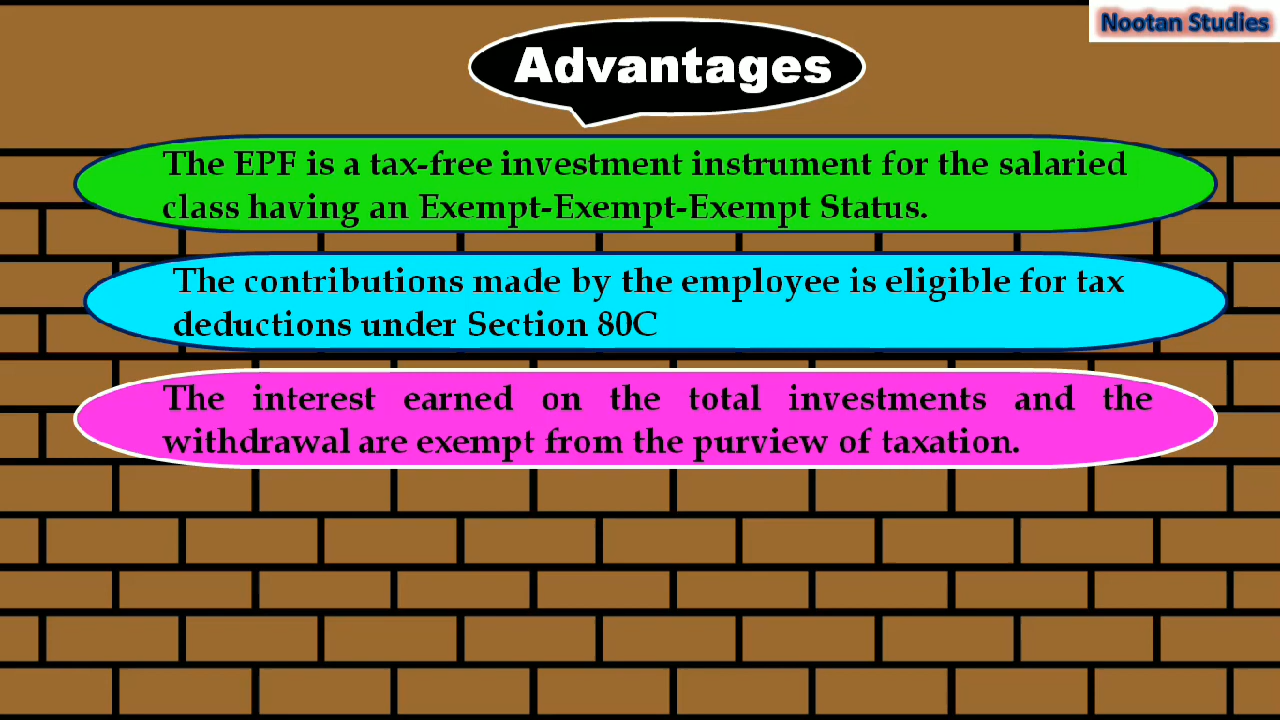 Nootan Studies
Advantages
The EPF is a tax-free investment instrument for the salaried
class having an Exempt-Exempt-Exempt Status.
The contributions made by the employee is eligible for tax
deductions under Section 80C
The interest earned on the total investments and the
withdrawal are exempt from the purview of taxation.